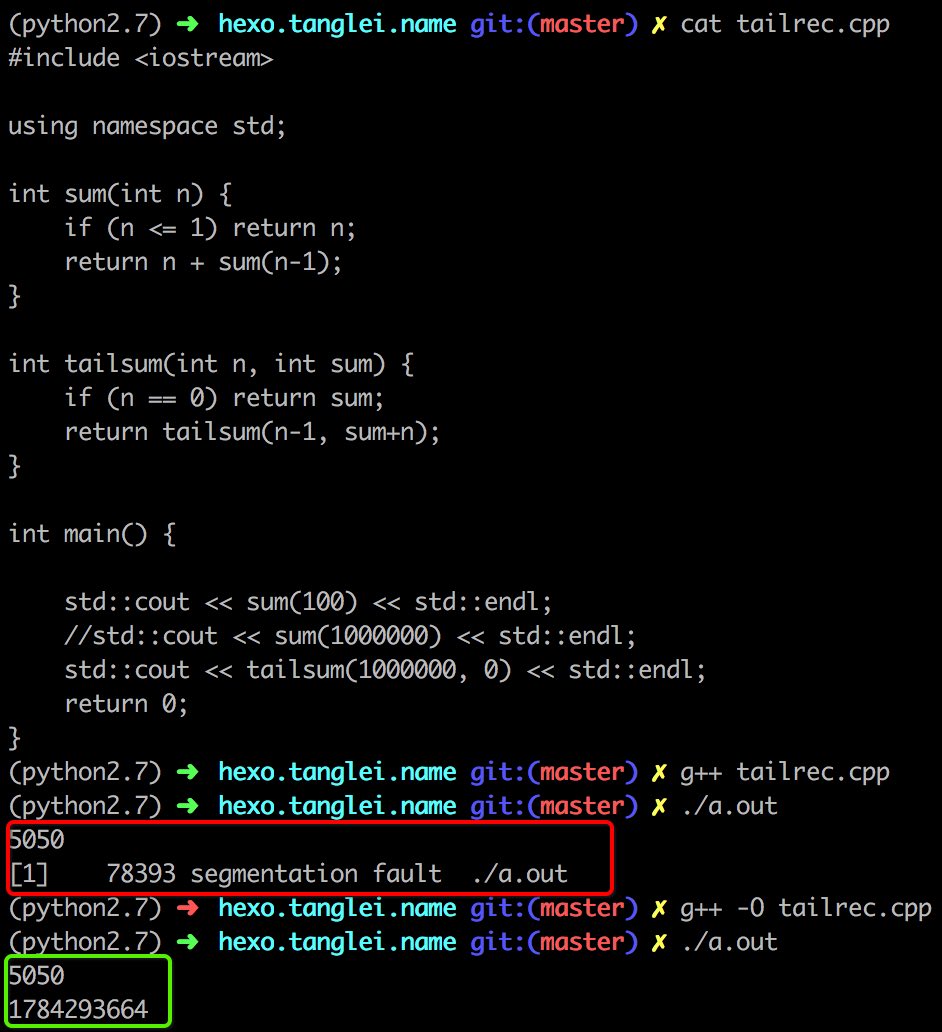 (python2.7) ➜  hexo.tanglei.name git:(master) ✗ cat tailrec.cpp
#include <iostream>

using namespace std;

int sum(int n) {
    if (n <= 1) return n;
    return n + sum(n-1);
}

int tailsum(int n, int sum) {
    if (n == 0) return sum;
    return tailsum(n-1, sum+n);
}

int main() {

    std::cout << sum(100) << std::endl;
    //std::cout << sum(1000000) << std::endl;
    std::cout << tailsum(1000000, 0) << std::endl;
    return 0;
}
(python2.7) ➜  hexo.tanglei.name git:(master) ✗ g++ tailrec.cpp
(python2.7) ➜  hexo.tanglei.name git:(master) ✗ ./a.out
5050
[1]    78393 segmentation fault  ./a.out
(python2.7) ➜  hexo.tanglei.name git:(master) ✗ g++ -O tailrec.cpp
(python2.7) ➜  hexo.tanglei.name git:(master) ✗ ./a.out
5050
1784293664